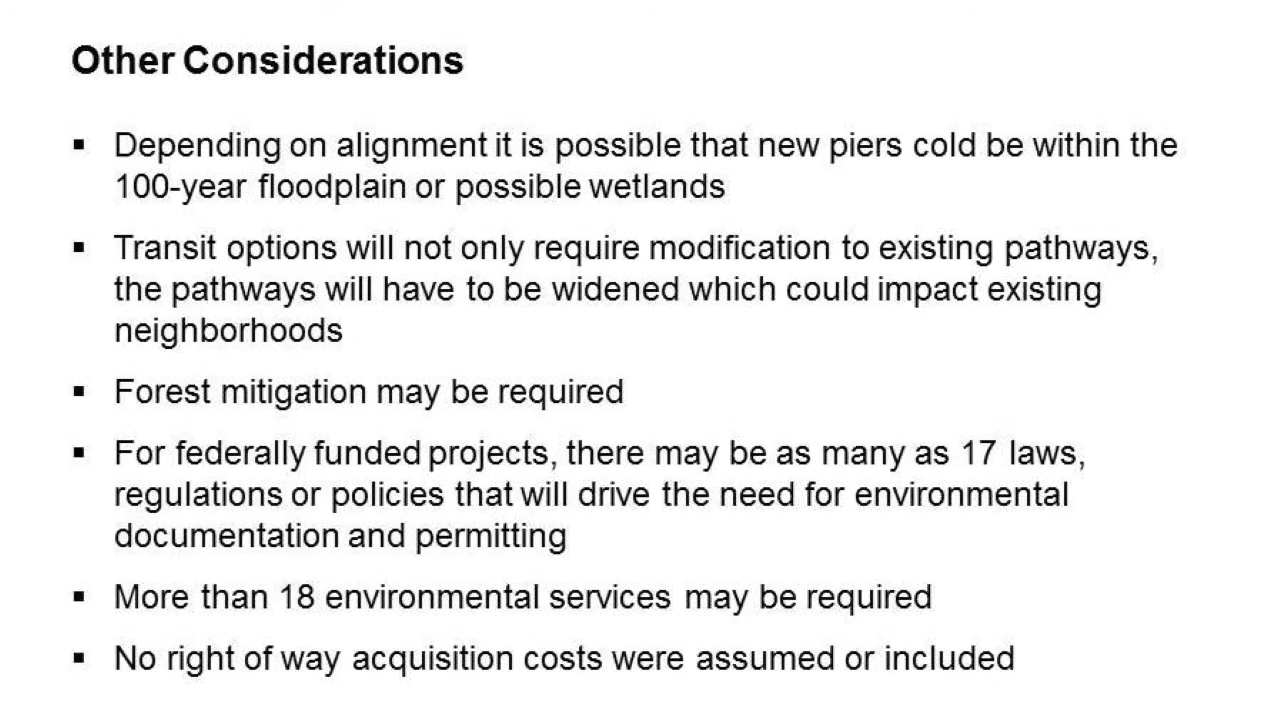 Other Considerations
▪ Depending on alignment it is possible that new piers cold be within the
100-year floodplain or possible wetlands
▪ Transit options will not only require modification to existing pathways,
the pathways will have to be widened which could impact existing
neighborhoods
▪ Forest mitigation may be required
▪ For federally funded projects, there may be as many as 17 laws,
regulations or policies that will drive the need for environmental
documentation and permitting
▪ More than 18 environmental services may be required
▪ No right of way acquisition costs were assumed or included